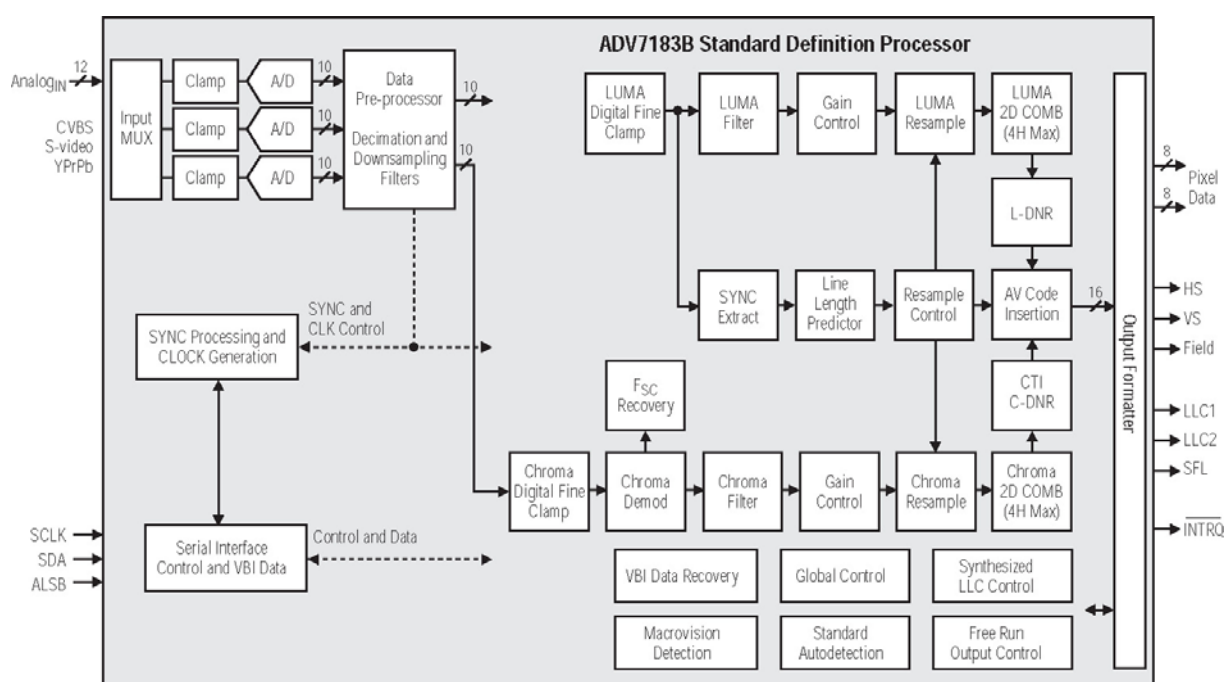 ADV7183B Standard Definition Processor
12
AnalogIN
CVBS
S-video
YPrPb
Input
MUX
Clamp
A/D
10
Clamp
A/D
10
Clamp
A/D
10
Data
Pre-processor
Decimation and
Downsampling
Filters
10
10
LUMA
Digital Fine
Clamp
LUMA
Filter
Gain
Control
LUMA
Resample
LUMA
2D COMB
(4H Max)
L-DNR
SYNC
Extract
Line
Length
Predictor
Resample
Control
AV Code
Insertion
16
SYNC and
CLK Control
SYNC Processing and
CLOCK Generation
FSC
Recovery
CTI
C-DNR
Chroma
Digital Fine
Clamp
Chroma
Demod
Chroma
Filter
Gain
Control
Chroma
Resample
Chroma
2D COMB
(4H Max)
SCLK
SDA
ALSB
Serial Interface
Control and VBI Data
Control and Data
VBI Data Recovery
Global Control
Synthesized
LLC Control
Macrovision
Detection
Standard
Autodetection
Free Run
Output Control
Output Formatter
8
8
Pixel
Data
HS
VS
Field
LLC1
LLC2
SFL
INTRQ